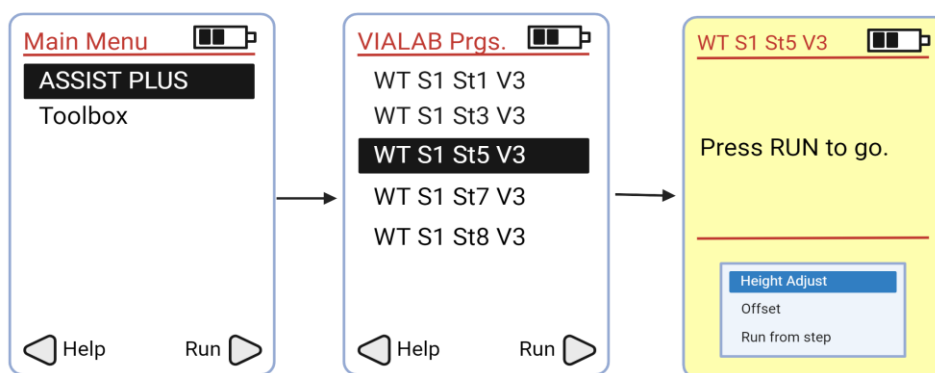 Main Menu
ASSIST PLUS
Toolbox
Help
Run
VIALAB Prgs.
WT S1 St1 V3
WT S1 St3 V3
WT S1 St5 V3
WT S1 St7 V3
WT S1 St8 V3
Help
Run
WT S1 St5 V3
Press RUN to go.
Height Adjust
Offset
Run from step